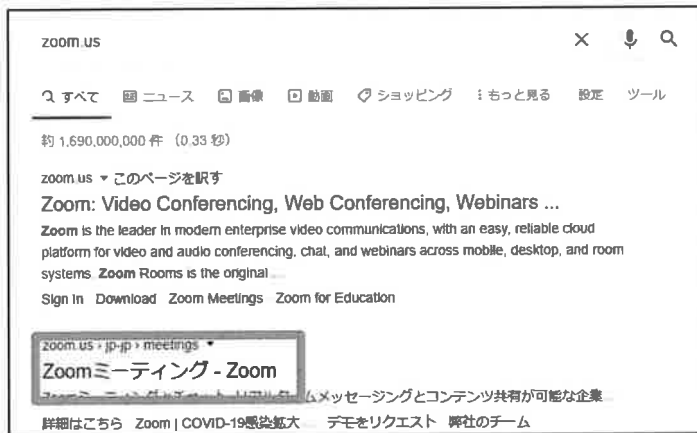 zoom.us
すべて ニュース 画像 動画 ショッピング もっと見る 設定 ツール
約 1,690,000,000 件 (0.33 秒)
zoom.us ▼ このページを訳す
Zoom: Video Conferencing, Web Conferencing, Webinars ...
Zoom is the leader in modern enterprise video communications, with an easy, reliable cloud
platform for video and audio conferencing, chat, and webinars across mobile, desktop, and room
systems. Zoom Rooms is the original ...
Sign In Download Zoom Meetings Zoom for Education
zoom.us › jp-jp › meetings ▼
Zoomミーティング - Zoom
メッセージングとコンテンツ共有が可能な企業
詳細はこちら Zoom | COVID-19感染拡大 デモをリクエスト 弊社のチーム